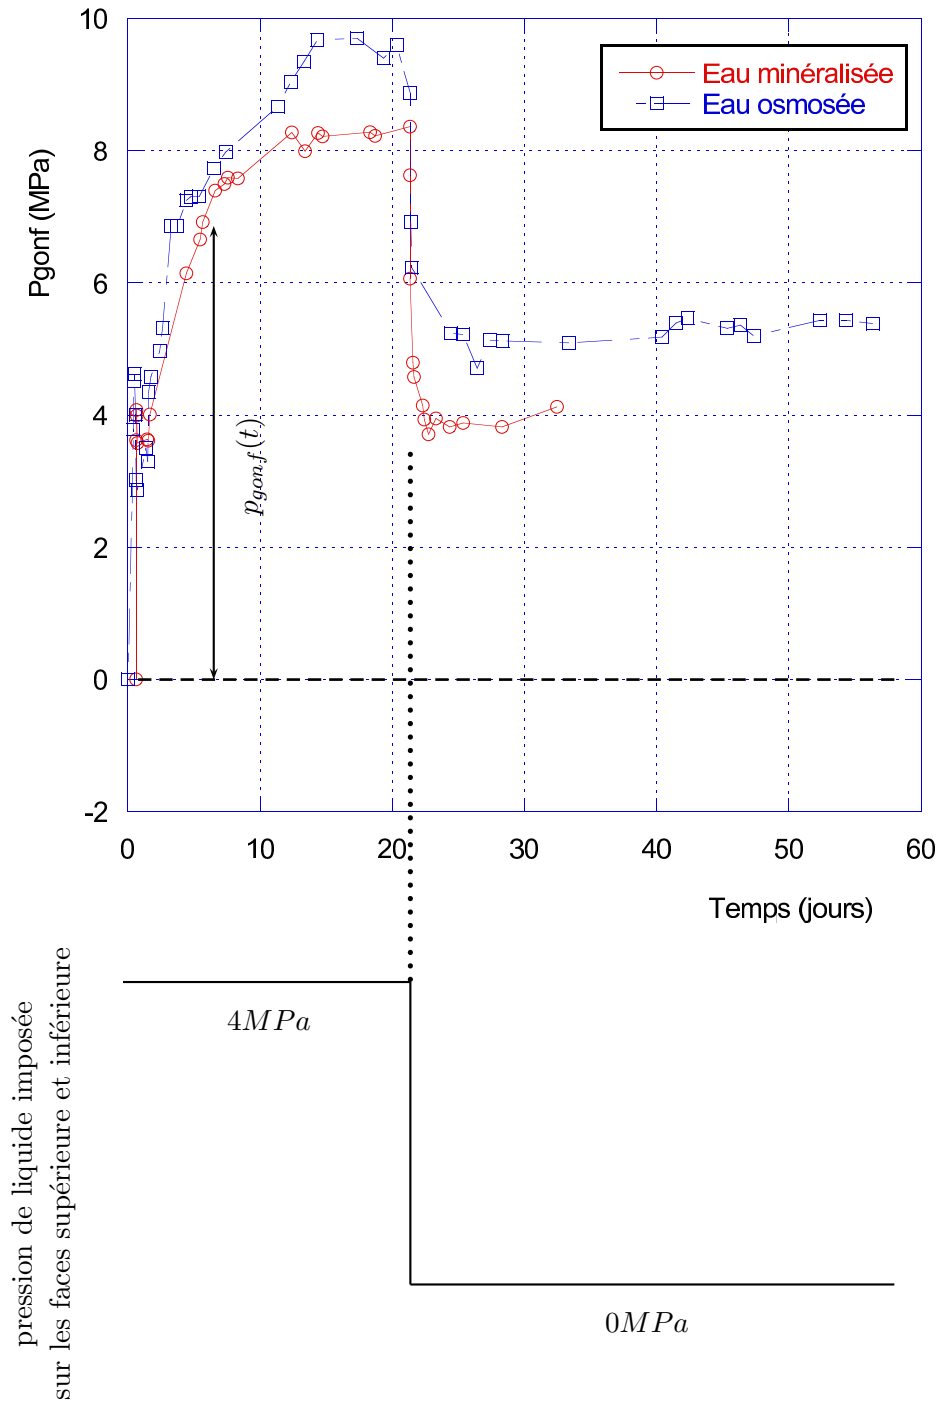 10
8
6
4
2
0
-2
Pgonf (MPa)
Eau minéralisée
Eau osmosée
p_gonf(t)
0 10 20 30 40 50 60
Temps (jours)
pression de liquide imposée
sur les faces supérieure et inférieure
4MPa
0MPa